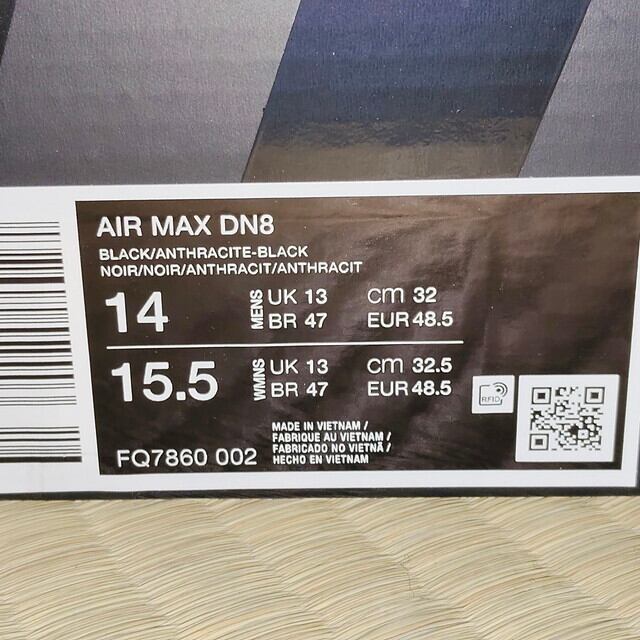 AIR MAX DN8
BLACK/ANTHRACITE-BLACK
NOIR/NOIR/ANTHRACIT/ANTHRACIT
14 MENS UK 13 cm 32
BR 47 EUR 48.5
15.5 WMNS UK 13 cm 32.5
BR 47 EUR 48.5
MADE IN VIETNAM /
FABRIQUE AU VIETNAM /
FABRICADO NO VIETNÃ /
HECHO EN VIETNAM
FQ7860 002
RFID